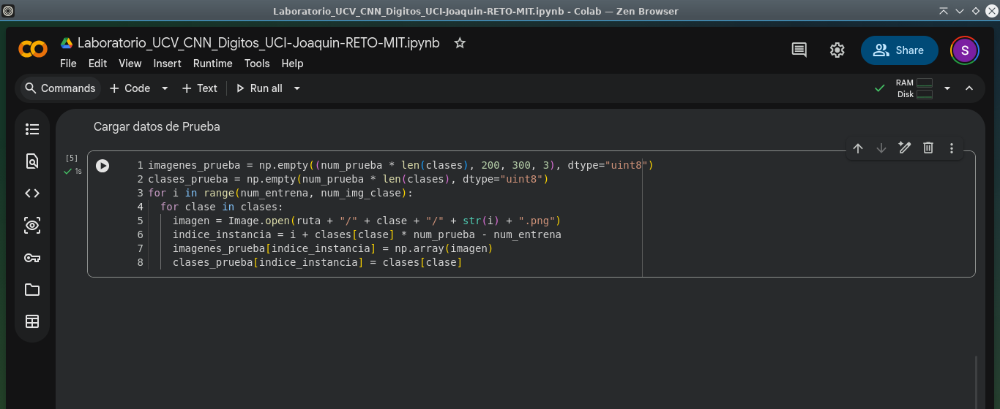 Laboratorio_UCV_CNN_Digitos_UCI-Joaquin-RETO-MIT.ipynb - Colab — Zen Browser
Laboratorio_UCV_CNN_Digitos_UCI-Joaquin-RETO-MIT.ipynb
Share
S
File Edit View Insert Runtime Tools Help
Commands + Code + Text Run all
RAM
Disk
Cargar datos de Prueba
[5]
1s
1 imagenes_prueba = np.empty((num_prueba * len(clases), 200, 300, 3), dtype="uint8")
2 clases_prueba = np.empty(num_prueba * len(clases), dtype="uint8")
3 for i in range(num_entrena, num_img_clase):
4   for clase in clases:
5     imagen = Image.open(ruta + "/" + clase + "/" + str(i) + ".png")
6     indice_instancia = i + clases[clase] * num_prueba - num_entrena
7     imagenes_prueba[indice_instancia] = np.array(imagen)
8     clases_prueba[indice_instancia] = clases[clase]